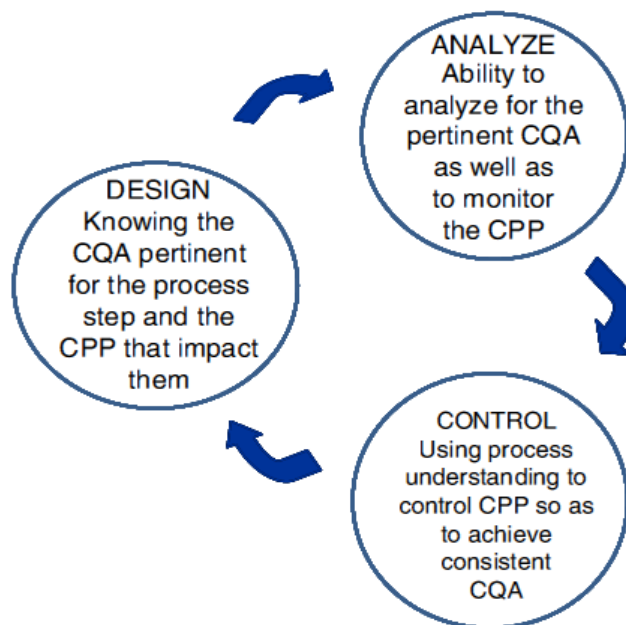 DESIGN
Knowing the
CQA pertinent
for the process
step and the
CPP that impact
them
ANALYZE
Ability to
analyze for the
pertinent CQA
as well as
to monitor
the CPP
CONTROL
Using process
understanding to
control CPP so as
to achieve
consistent
CQA